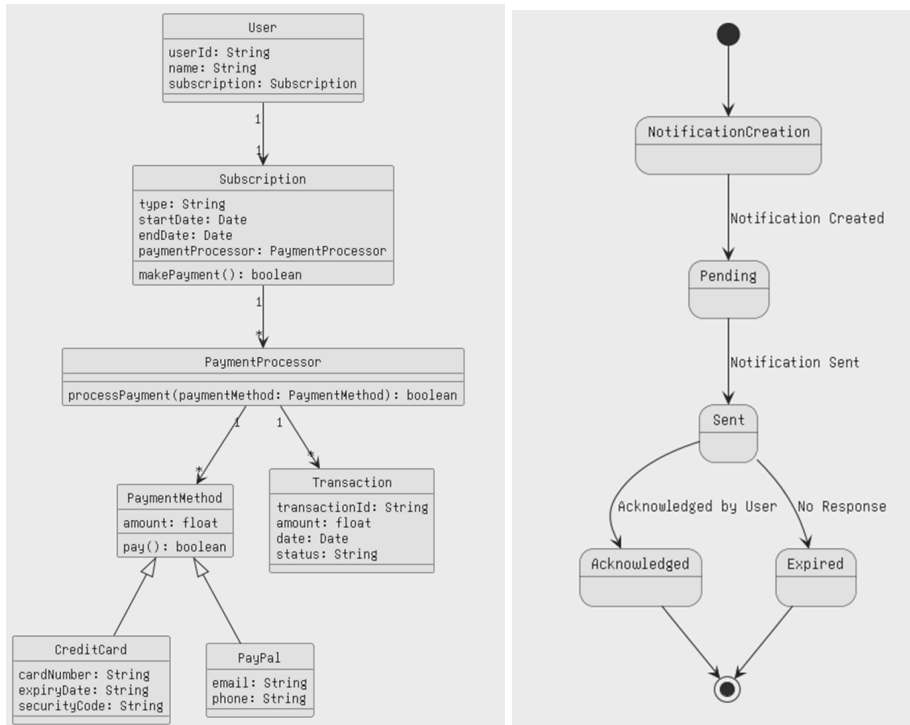 User
userId: String
name: String
subscription: Subscription
1
1
Subscription
type: String
startDate: Date
endDate: Date
paymentProcessor: PaymentProcessor
makePayment(): boolean
1
*
PaymentProcessor
processPayment(paymentMethod: PaymentMethod): boolean
1
1
*
*
PaymentMethod
amount: float
pay(): boolean
Transaction
transactionId: String
amount: float
date: Date
status: String
CreditCard
cardNumber: String
expiryDate: String
securityCode: String
PayPal
email: String
phone: String
NotificationCreation
Notification Created
Pending
Notification Sent
Sent
Acknowledged by User
No Response
Acknowledged
Expired